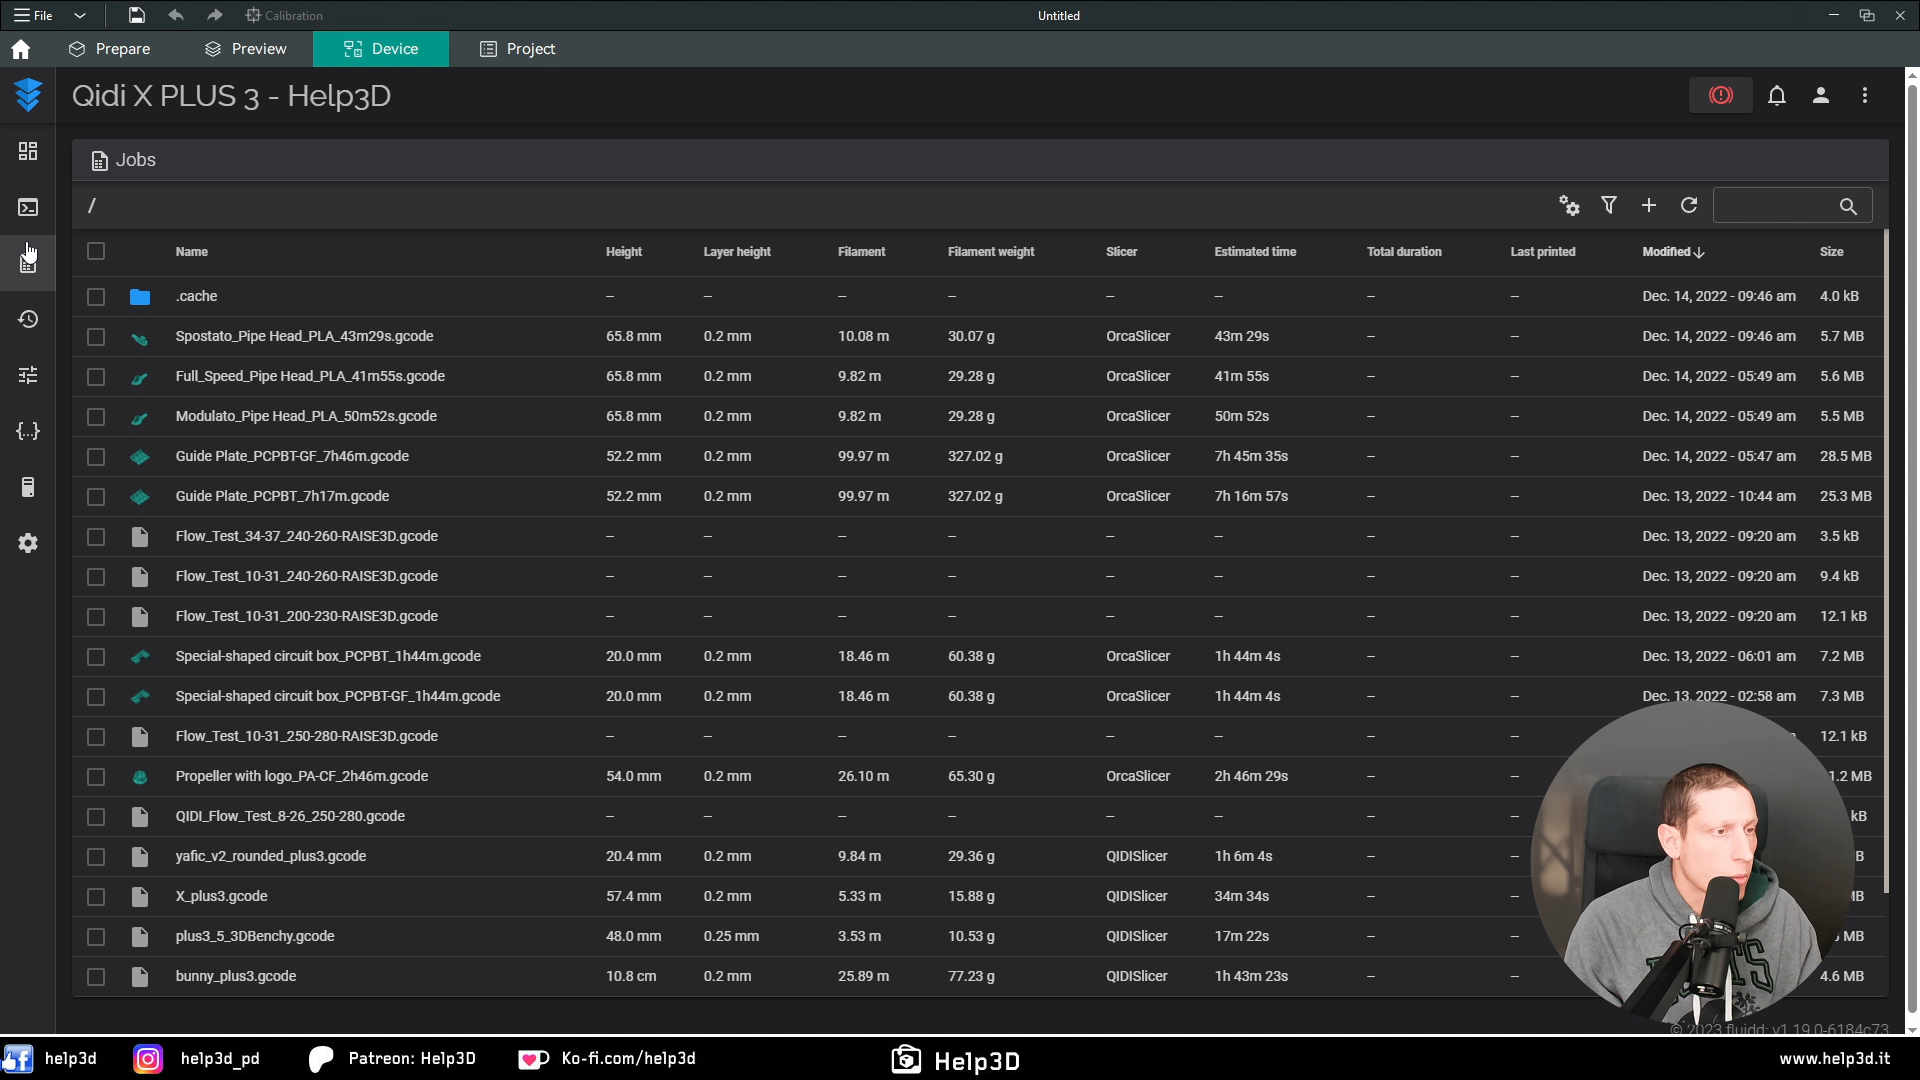 File
Calibration
Untitled
Prepare
Preview
Device
Project
Qidi X PLUS 3 - Help3D
Jobs
/
Name Height Layer height Filament Filament weight Slicer Estimated time Total duration Last printed Modified Size
.cache -- -- -- -- -- -- -- -- Dec. 14, 2022 - 09:46 am 4.0 kB
Spostato_Pipe Head_PLA_43m29s.gcode 65.8 mm 0.2 mm 10.08 m 30.07 g OrcaSlicer 43m 29s -- -- Dec. 14, 2022 - 09:46 am 5.7 MB
Full_Speed_Pipe Head_PLA_41m55s.gcode 65.8 mm 0.2 mm 9.82 m 29.28 g OrcaSlicer 41m 55s -- -- Dec. 14, 2022 - 05:49 am 5.6 MB
Modulato_Pipe Head_PLA_50m52s.gcode 65.8 mm 0.2 mm 9.82 m 29.28 g OrcaSlicer 50m 52s -- -- Dec. 14, 2022 - 05:49 am 5.5 MB
Guide Plate_PCPBT-GF_7h46m.gcode 52.2 mm 0.2 mm 99.97 m 327.02 g OrcaSlicer 7h 45m 35s -- -- Dec. 14, 2022 - 05:47 am 28.5 MB
Guide Plate_PCPBT_7h17m.gcode 52.2 mm 0.2 mm 99.97 m 327.02 g OrcaSlicer 7h 16m 57s -- -- Dec. 13, 2022 - 10:44 am 25.3 MB
Flow_Test_34-37_240-260-RAISE3D.gcode -- -- -- -- -- -- -- -- Dec. 13, 2022 - 09:20 am 3.5 kB
Flow_Test_10-31_240-260-RAISE3D.gcode -- -- -- -- -- -- -- -- Dec. 13, 2022 - 09:20 am 9.4 kB
Flow_Test_10-31_200-230-RAISE3D.gcode -- -- -- -- -- -- -- -- Dec. 13, 2022 - 09:20 am 12.1 kB
Special-shaped circuit box_PCPBT_1h44m.gcode 20.0 mm 0.2 mm 18.46 m 60.38 g OrcaSlicer 1h 44m 4s -- -- Dec. 13, 2022 - 06:01 am 7.2 MB
Special-shaped circuit box_PCPBT-GF_1h44m.gcode 20.0 mm 0.2 mm 18.46 m 60.38 g OrcaSlicer 1h 44m 4s -- -- Dec. 13, 2022 - 02:58 am 7.3 MB
Flow_Test_10-31_250-280-RAISE3D.gcode -- -- -- -- -- -- -- -- 12.1 kB
Propeller with logo_PA-CF_2h46m.gcode 54.0 mm 0.2 mm 26.10 m 65.30 g OrcaSlicer 2h 46m 29s -- -- 1.2 MB
QIDI_Flow_Test_8-26_250-280.gcode -- -- -- -- -- -- -- -- kB
yafic_v2_rounded_plus3.gcode 20.4 mm 0.2 mm 9.84 m 29.36 g QIDISlicer 1h 6m 4s -- --
X_plus3.gcode 57.4 mm 0.2 mm 5.33 m 15.88 g QIDISlicer 34m 34s -- --
plus3_5_3DBenchy.gcode 48.0 mm 0.25 mm 3.53 m 10.53 g QIDISlicer 17m 22s -- -- MB
bunny_plus3.gcode 10.8 cm 0.2 mm 25.89 m 77.23 g QIDISlicer 1h 43m 23s -- -- 4.6 MB
© 2023 fluidd: v1.19.0-6184c73
help3d
help3d_pd
Patreon: Help3D
Ko-fi.com/help3d
Help3D
www.help3d.it